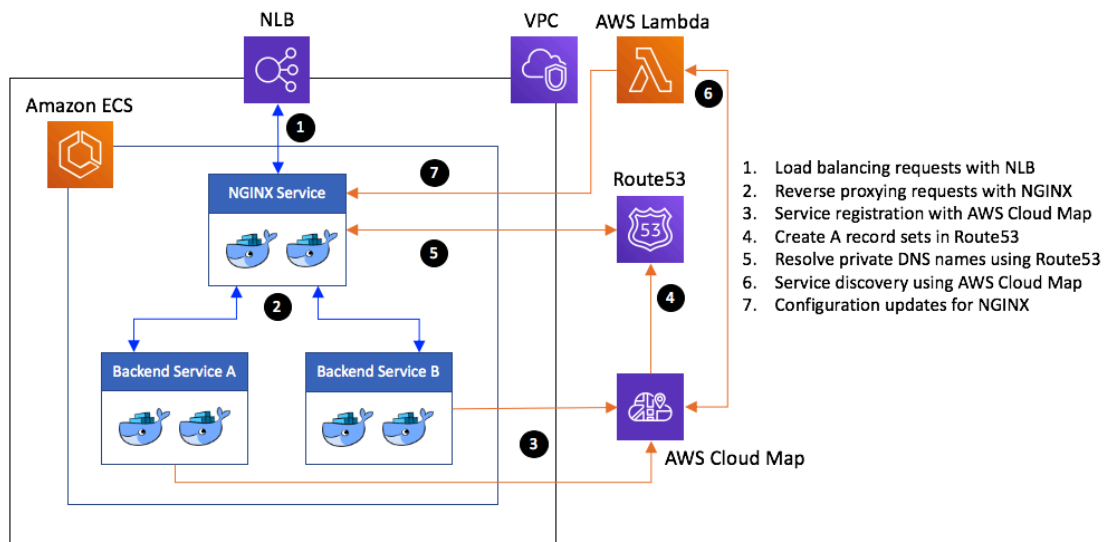 NLB
VPC
AWS Lambda
Amazon ECS
1
6
7
NGINX Service
Route53
53
5
2
4
Backend Service A
Backend Service B
3
AWS Cloud Map
1. Load balancing requests with NLB
2. Reverse proxying requests with NGINX
3. Service registration with AWS Cloud Map
4. Create A record sets in Route53
5. Resolve private DNS names using Route53
6. Service discovery using AWS Cloud Map
7. Configuration updates for NGINX